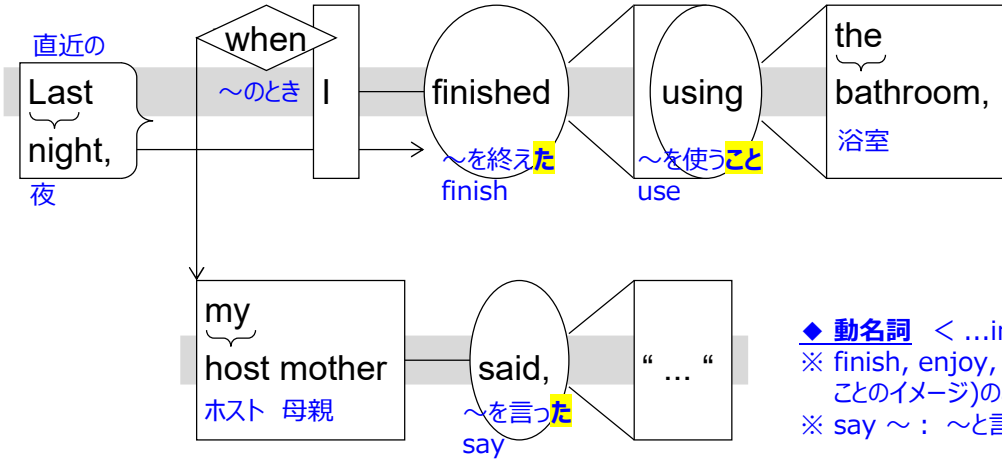 直近の
when
Last
～のとき
I
finished
using
the
bathroom,
night,
夜
～を終えた
finish
～を使うこと
use
浴室
my
host mother
ホスト 母親
said,
～を言った
say
“ ... “
◆ 動名詞 ＜ ...in
※ finish, enjoy,
ことのイメージ)の
※ say ～： ～と言